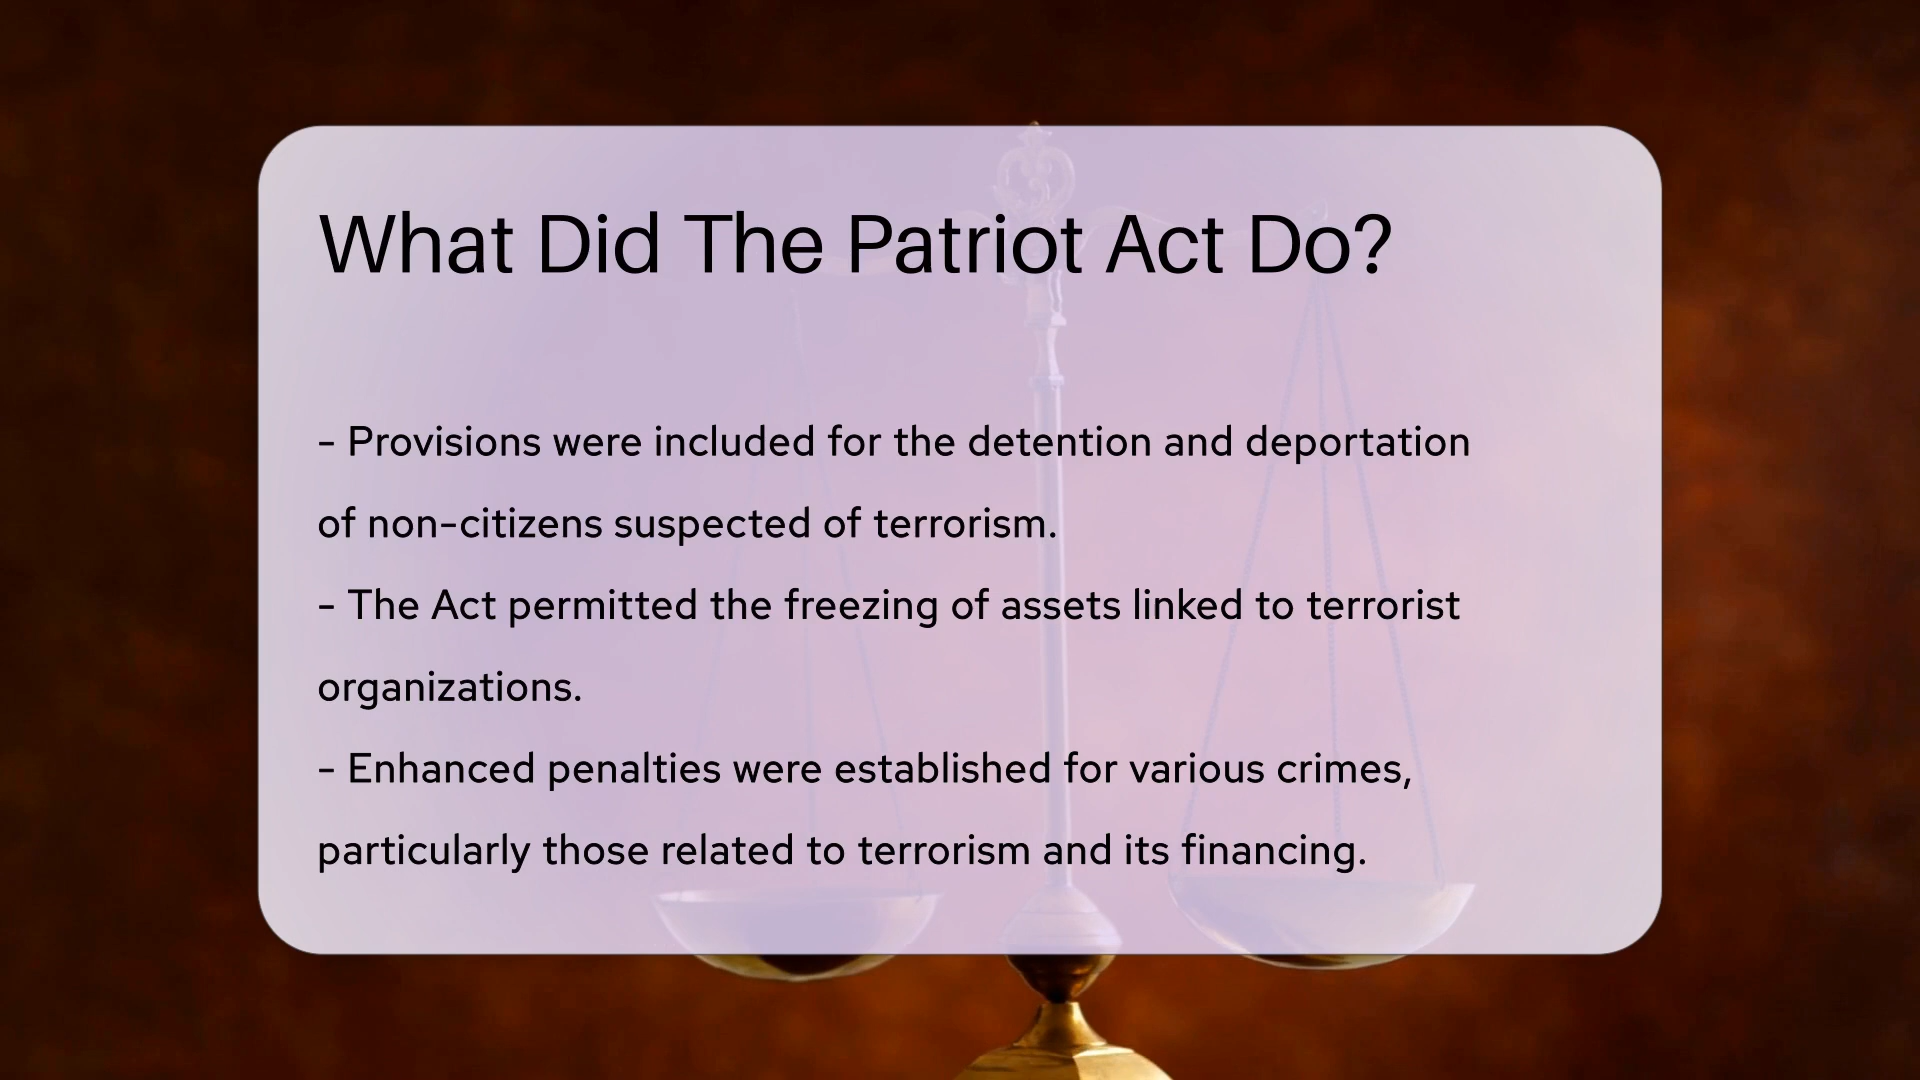 What Did The Patriot Act Do?
- Provisions were included for the detention and deportation
of non-citizens suspected of terrorism.
- The Act permitted the freezing of assets linked to terrorist
organizations.
- Enhanced penalties were established for various crimes,
particularly those related to terrorism and its financing.